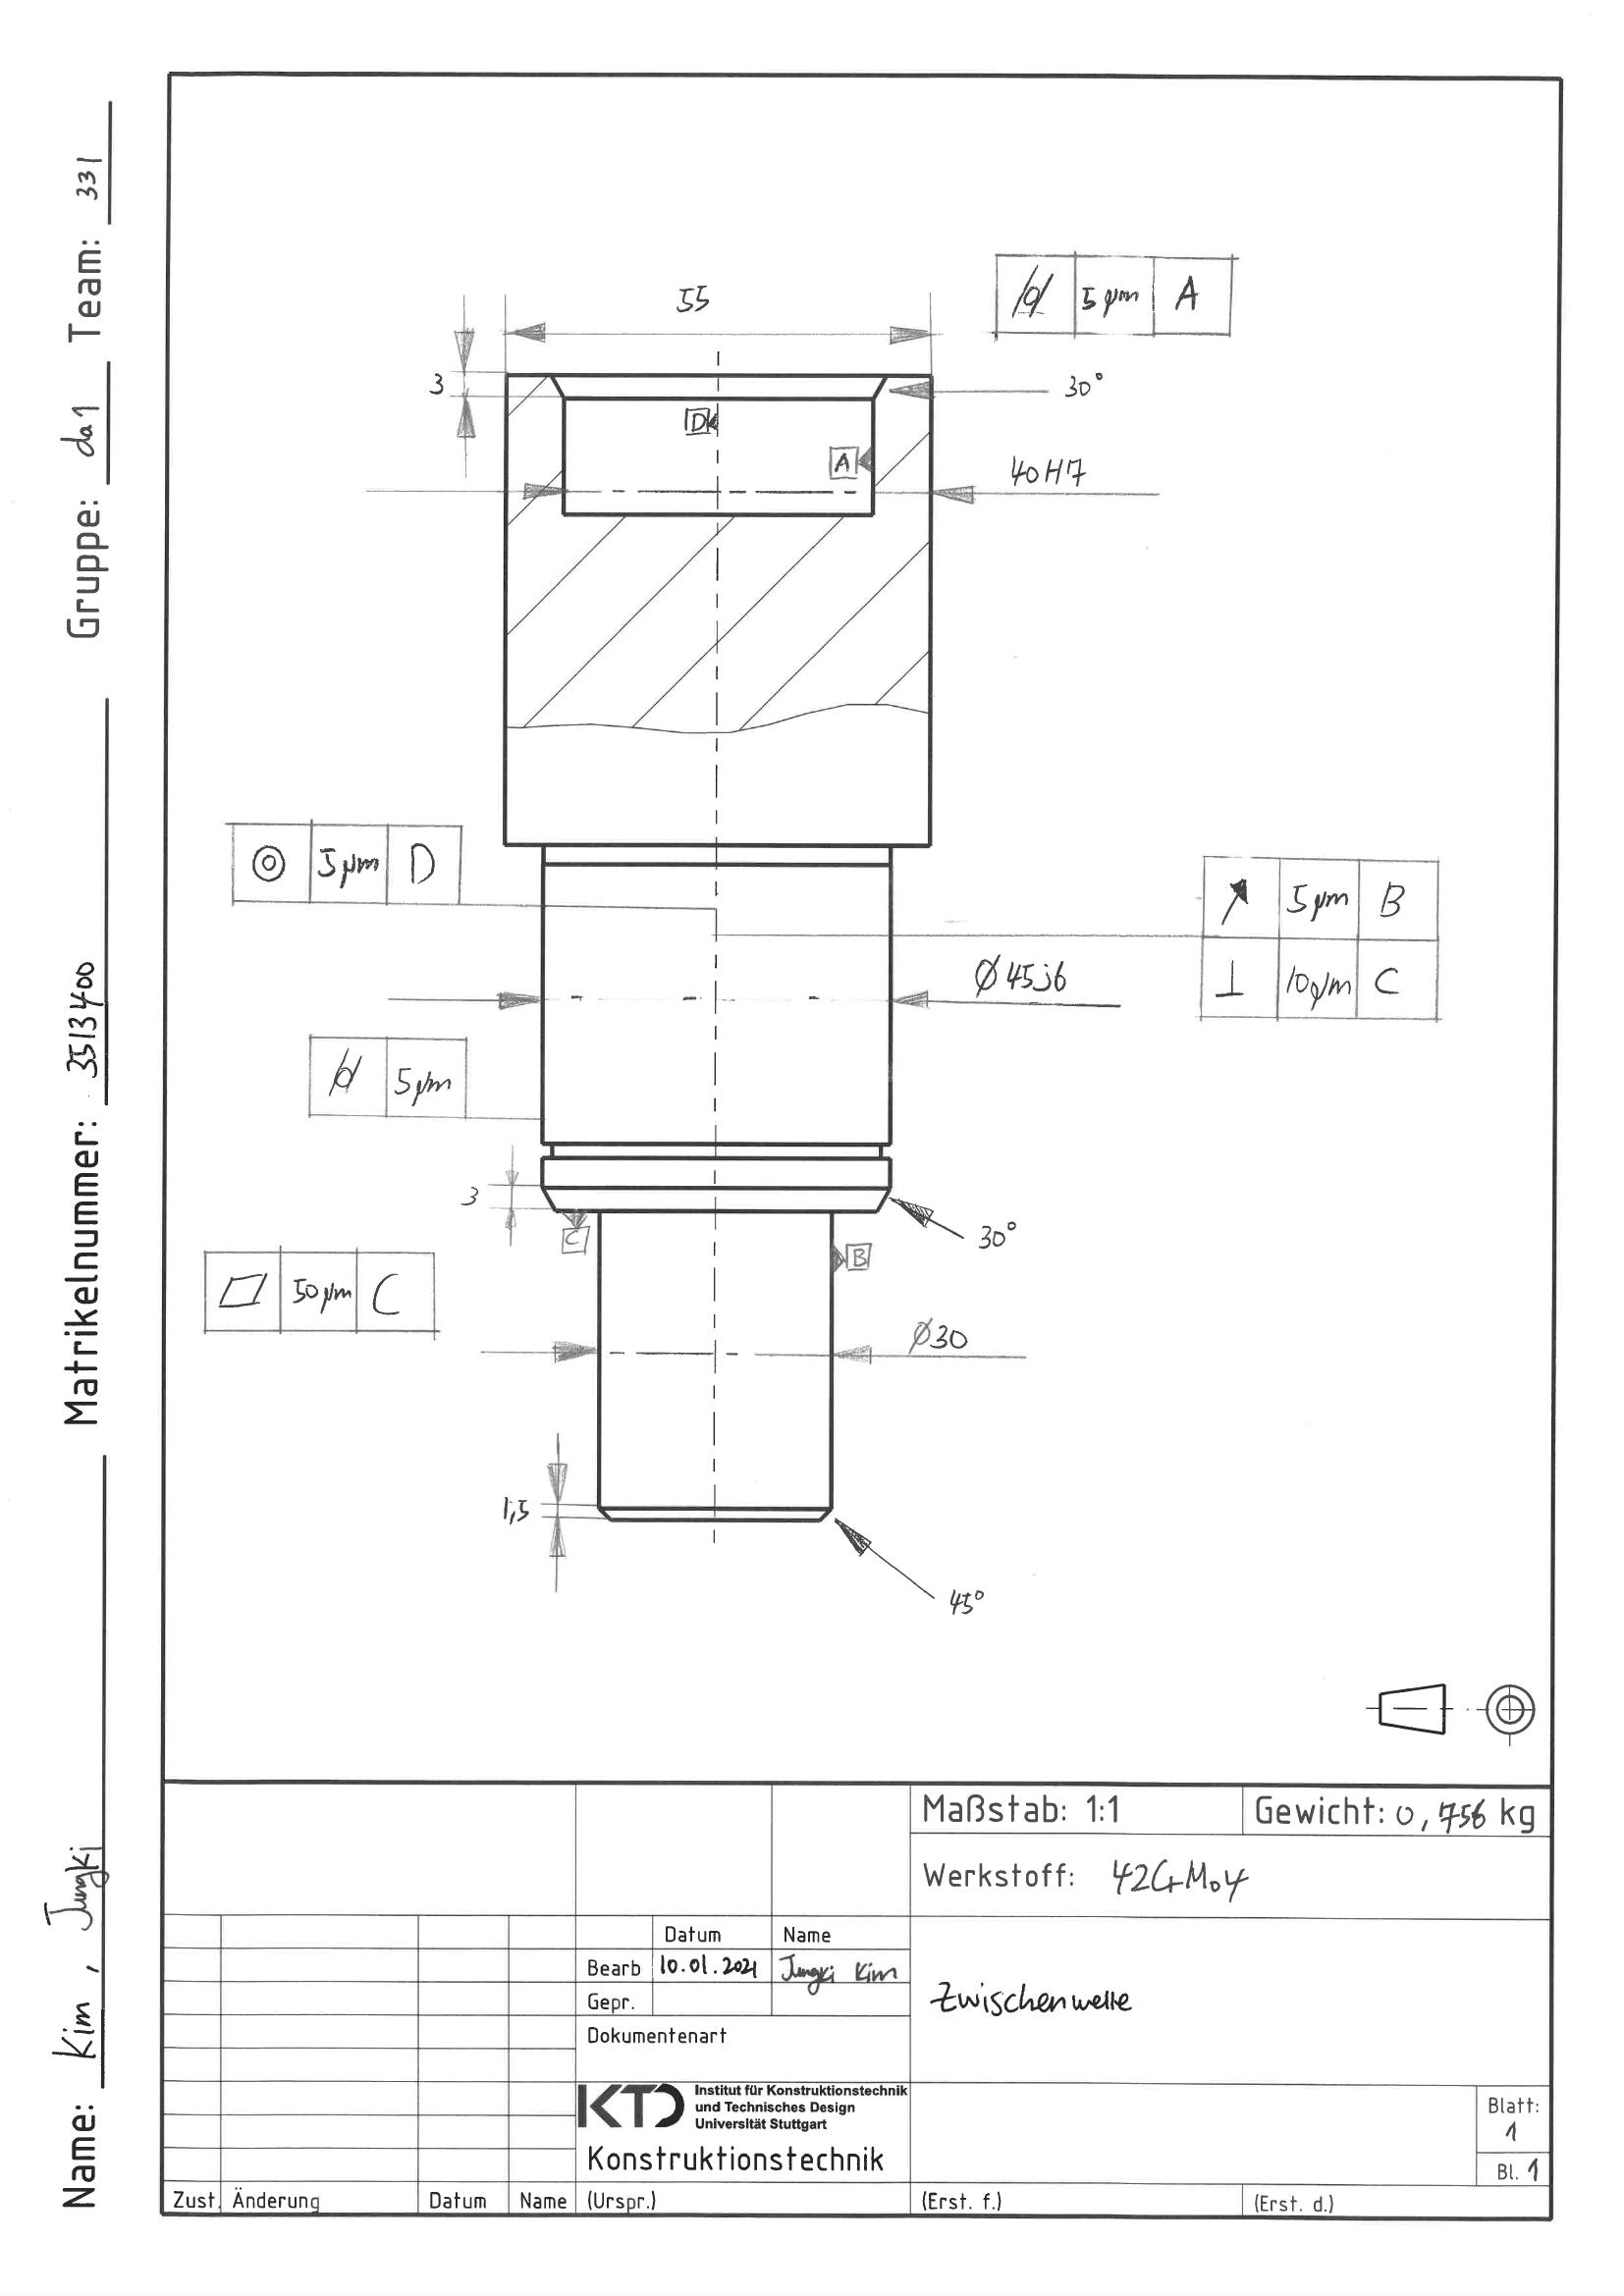 Name: Kim, Jungki Matrikelnummer: 3513400 Gruppe: da1 Team: 331
55
5 µm A
3
30°
D
A
40H7
5 µm D
5 µm B
10 µm C
Ø45j6
5 µm
3
C
30°
B
50 µm C
Ø30
1,5
45°
Maßstab: 1:1
Gewicht: 0,756 kg
Werkstoff: 42CrMo4
Datum Name
Bearb 10.01.2021 Jungki Kim
Gepr.
Zwischenwelle
Dokumentenart
KTD
Institut für Konstruktionstechnik
und Technisches Design
Universität Stuttgart
Konstruktionstechnik
Blatt:
1
Bl. 1
Zust. Änderung Datum Name (Urspr.) (Erst. f.) (Erst. d.)